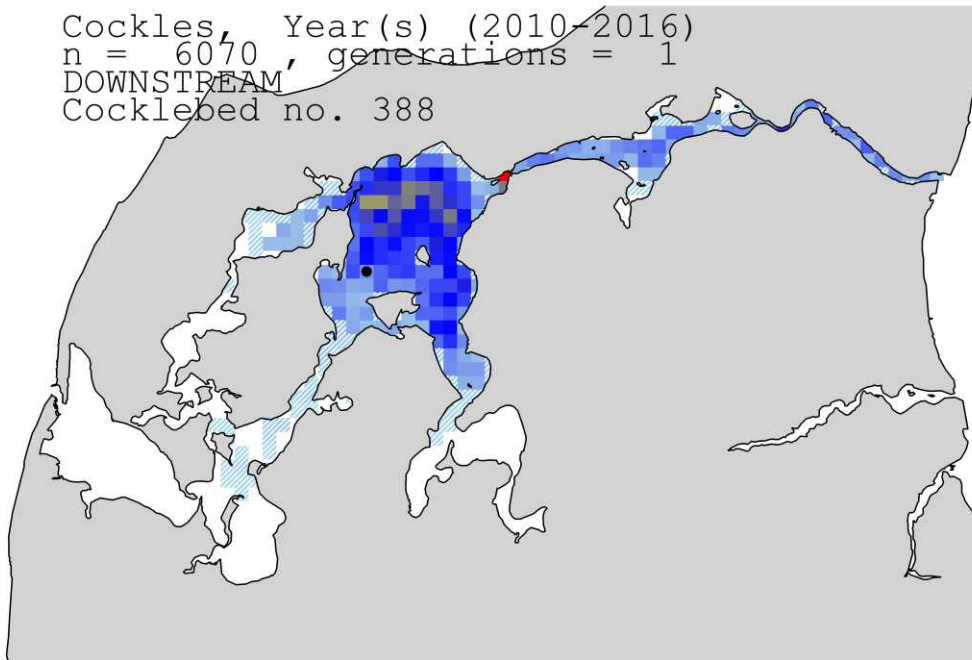 Cockles, Year(s) (2010-2016)
n = 6070 , generations = 1
DOWNSTREAM
Cocklebed no. 388